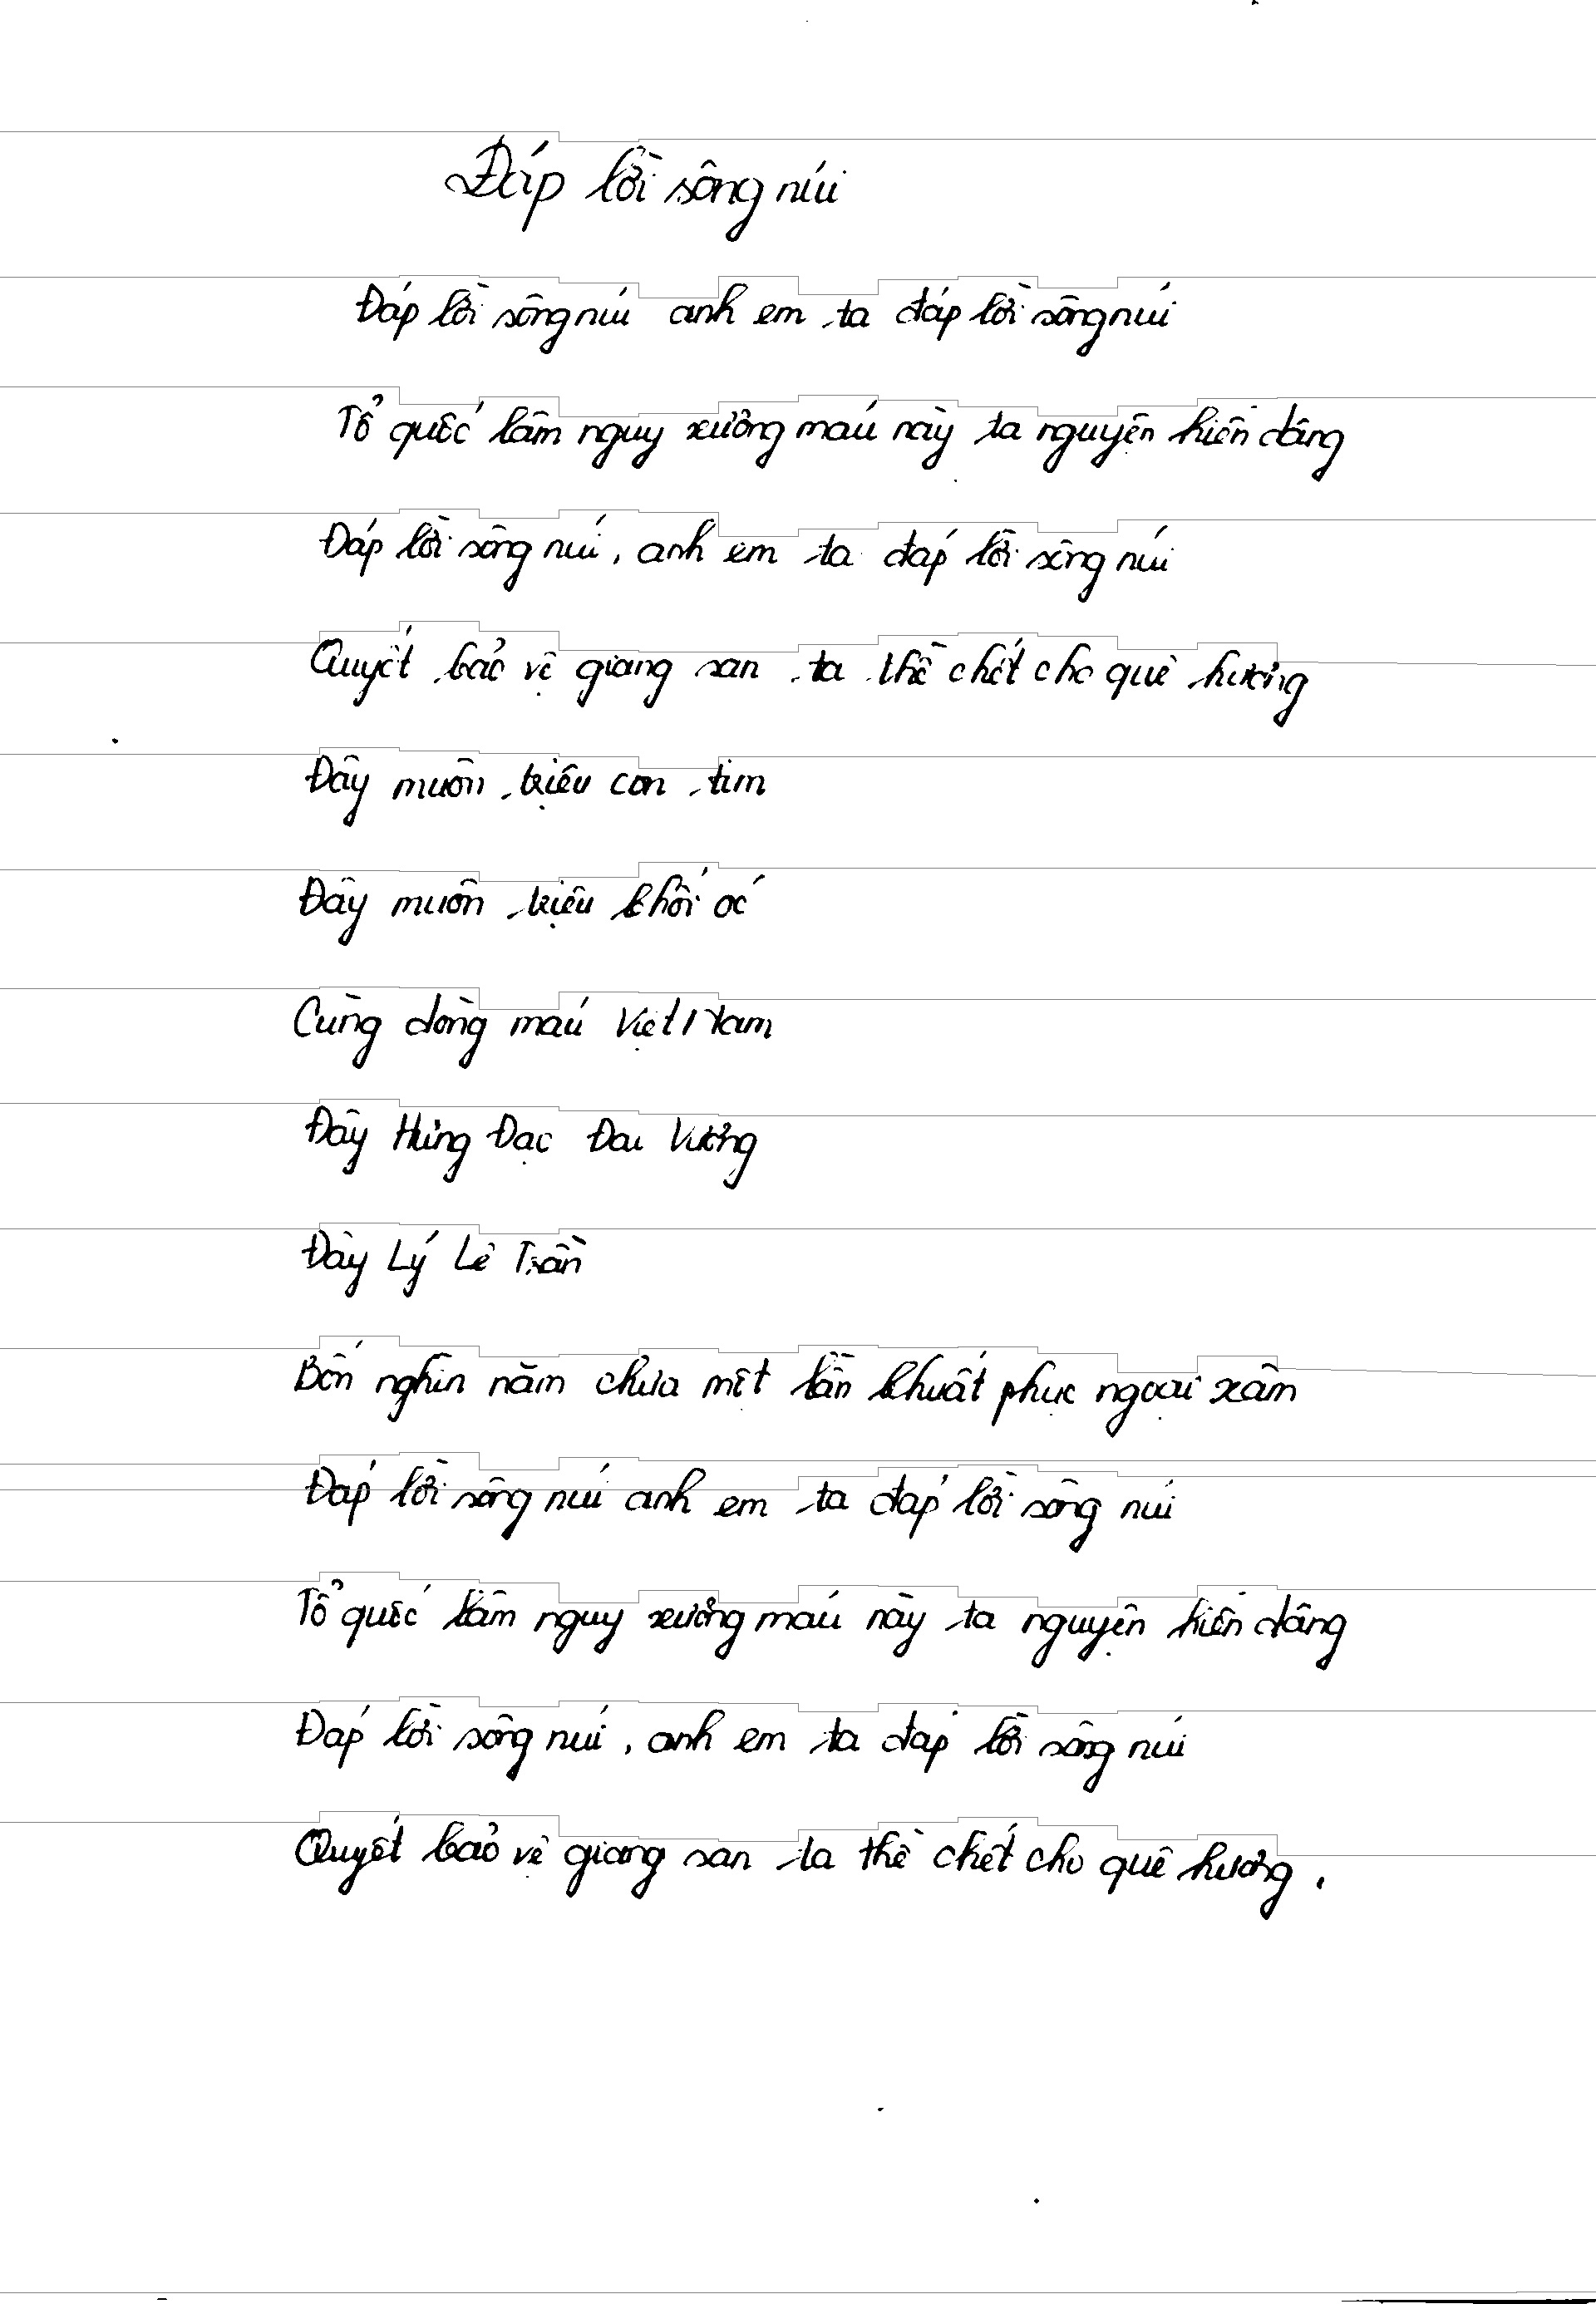 Đáp lời sông núi
Đáp lời sông núi anh em ta đáp lời sông núi
Tổ quốc lâm nguy xương máu này ta nguyện hiến dâng
Đáp lời sông núi, anh em ta đáp lời sông núi
Quyết bảo vệ giang san ta thề chết cho quê hương
Đây muôn triệu con tim
Đây muôn triệu khối óc
Cùng dòng máu Việt Nam
Đây Hưng Đạo Đại Vương
Đây Lý Lê Trần
Bốn nghìn năm chưa một lần khuất phục ngoại xâm
Đáp lời sông núi anh em ta đáp lời sông núi
Tổ quốc lâm nguy xương máu này ta nguyện hiến dâng
Đáp lời sông núi, anh em ta đáp lời sông núi
Quyết bảo vệ giang san ta thề chết cho quê hương.